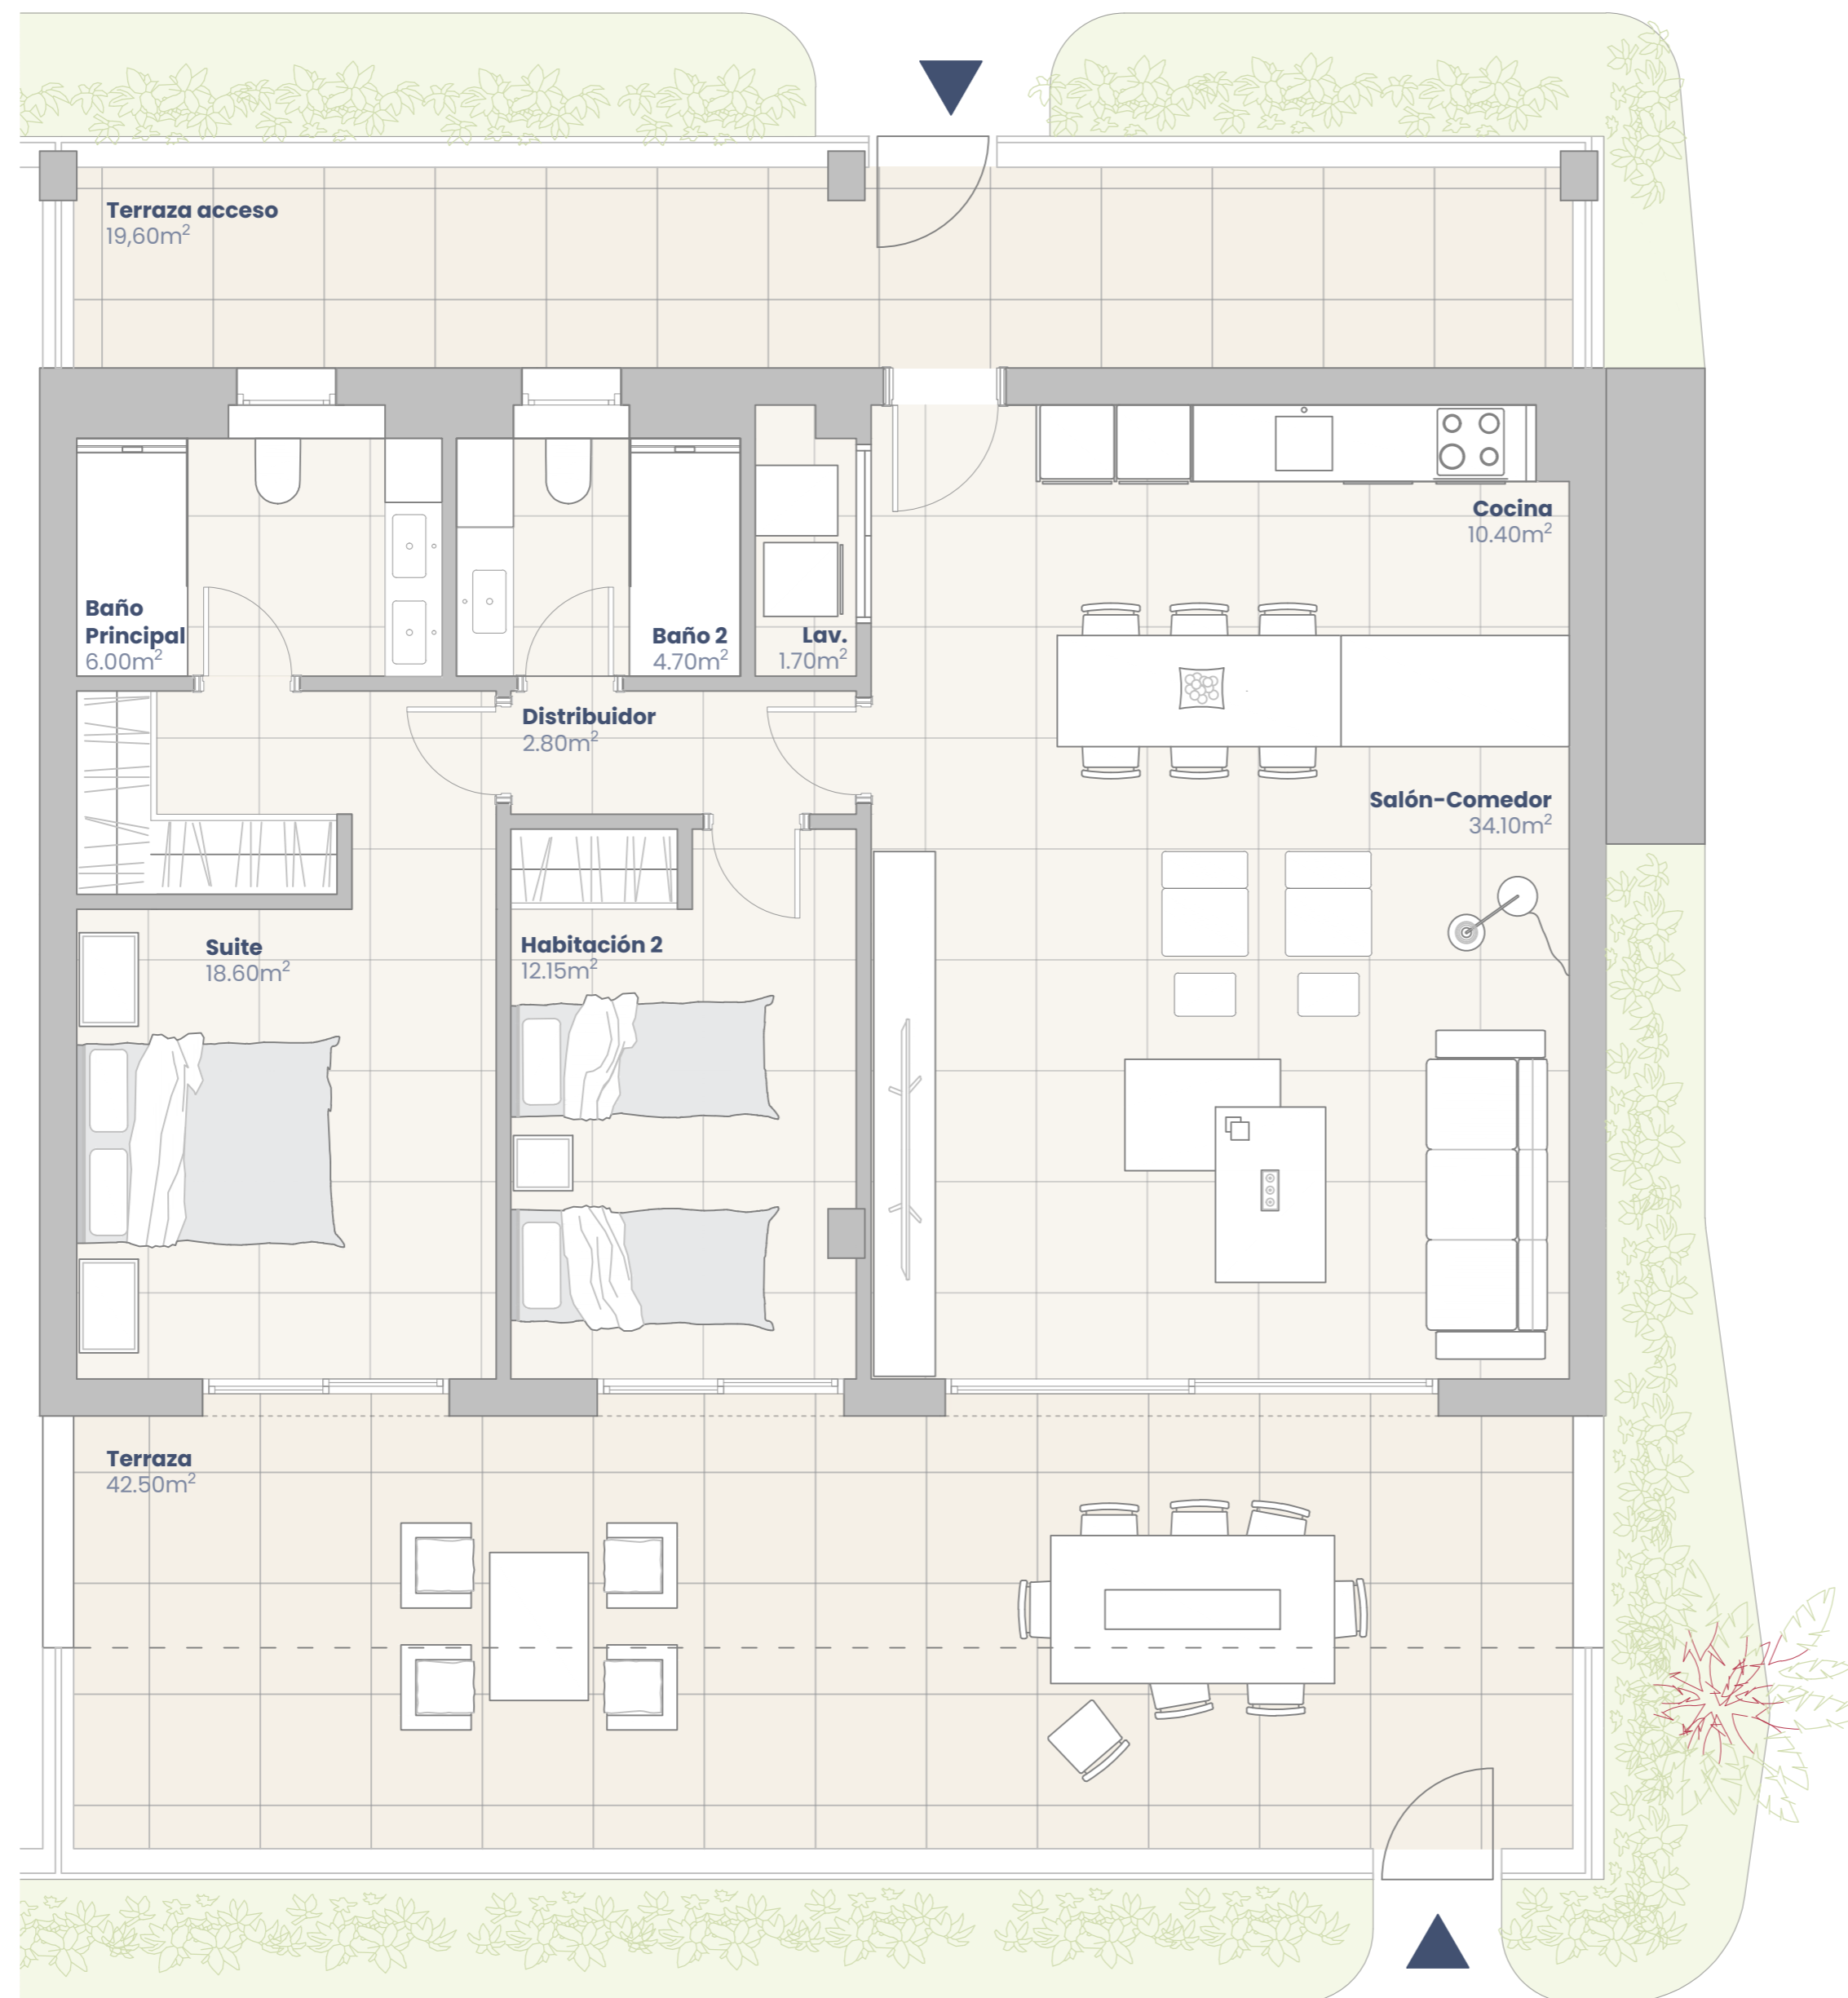 Terraza acceso
19,60m²
Cocina
10.40m²
Baño
Principal
6.00m²
Baño 2
4.70m²
Lav.
1.70m²
Distribuidor
2.80m²
Salón-Comedor
34.10m²
Suite
18.60m²
Habitación 2
12.15m²
Terraza
42.50m²